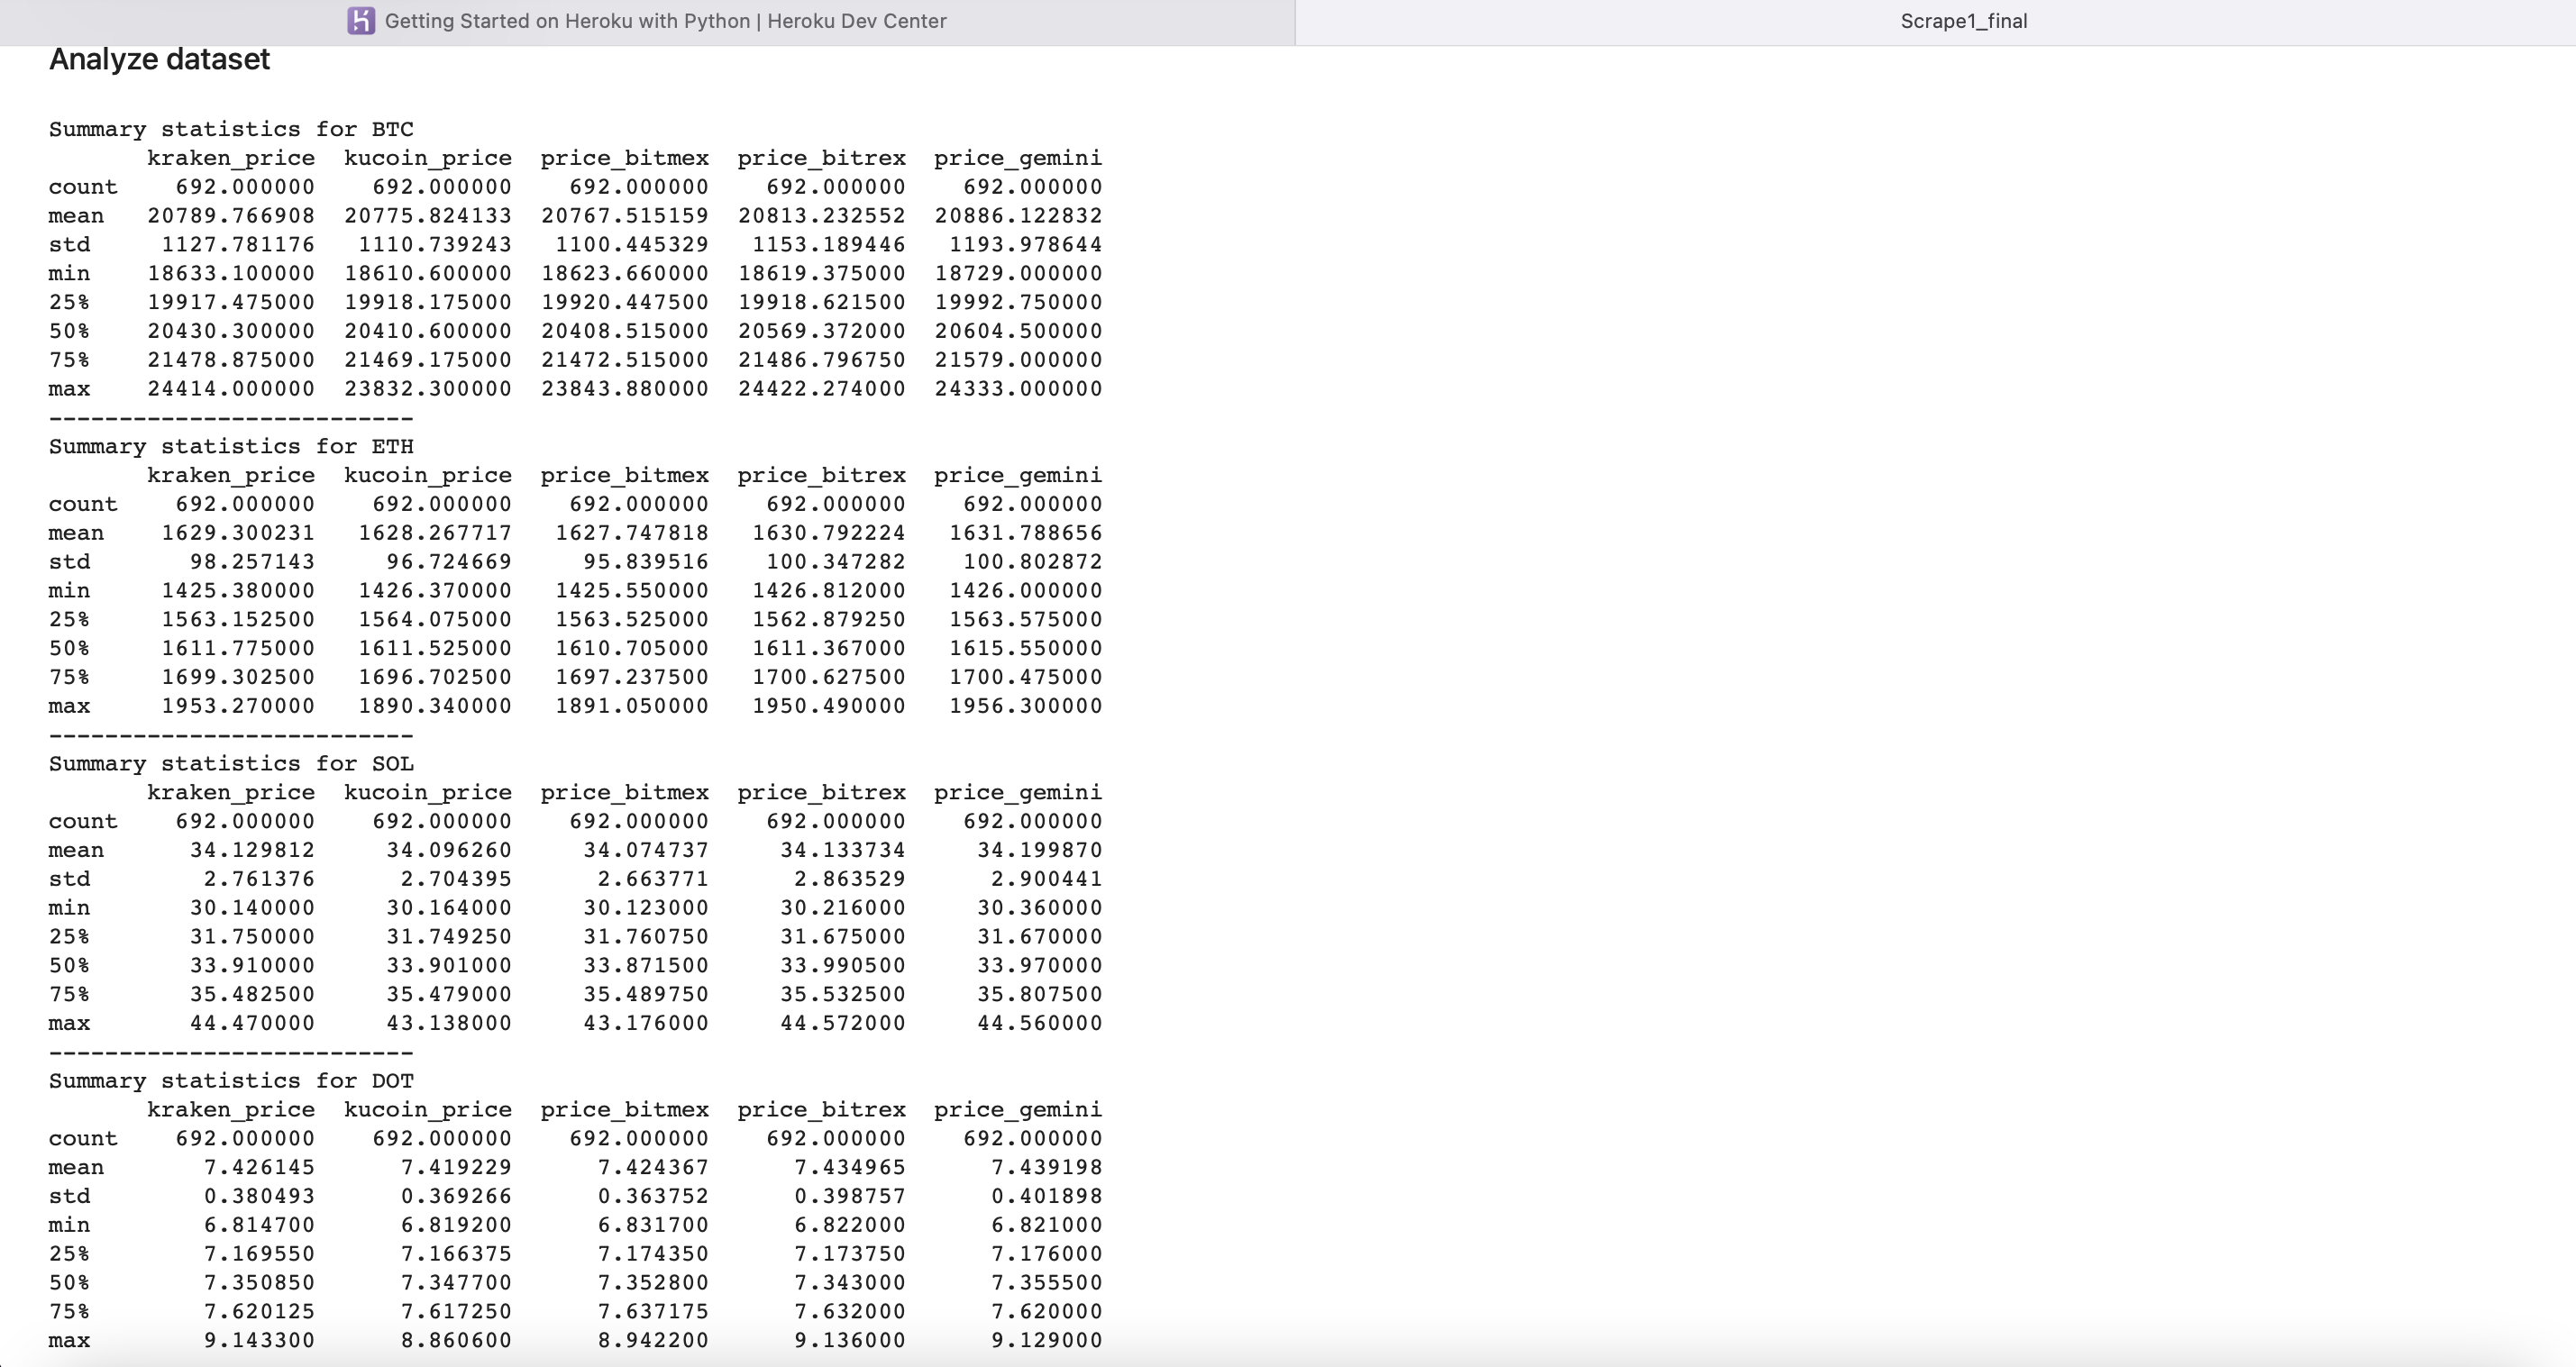 Getting Started on Heroku with Python | Heroku Dev Center
Scrape1_final
Analyze dataset
Summary statistics for BTC
kraken_price kucoin_price price_bitmex price_bitrex price_gemini
count 692.000000 692.000000 692.000000 692.000000 692.000000
mean 20789.766908 20775.824133 20767.515159 20813.232552 20886.122832
std 1127.781176 1110.739243 1100.445329 1153.189446 1193.978644
min 18633.100000 18610.600000 18623.660000 18619.375000 18729.000000
25% 19917.475000 19918.175000 19920.447500 19918.621500 19992.750000
50% 20430.300000 20410.600000 20408.515000 20569.372000 20604.500000
75% 21478.875000 21469.175000 21472.515000 21486.796750 21579.000000
max 24414.000000 23832.300000 23843.880000 24422.274000 24333.000000
--------------------------
Summary statistics for ETH
kraken_price kucoin_price price_bitmex price_bitrex price_gemini
count 692.000000 692.000000 692.000000 692.000000 692.000000
mean 1629.300231 1628.267717 1627.747818 1630.792224 1631.788656
std 98.257143 96.724669 95.839516 100.347282 100.802872
min 1425.380000 1426.370000 1425.550000 1426.812000 1426.000000
25% 1563.152500 1564.075000 1563.525000 1562.879250 1563.575000
50% 1611.775000 1611.525000 1610.705000 1611.367000 1615.550000
75% 1699.302500 1696.702500 1697.237500 1700.627500 1700.475000
max 1953.270000 1890.340000 1891.050000 1950.490000 1956.300000
--------------------------
Summary statistics for SOL
kraken_price kucoin_price price_bitmex price_bitrex price_gemini
count 692.000000 692.000000 692.000000 692.000000 692.000000
mean 34.129812 34.096260 34.074737 34.133734 34.199870
std 2.761376 2.704395 2.663771 2.863529 2.900441
min 30.140000 30.164000 30.123000 30.216000 30.360000
25% 31.750000 31.749250 31.760750 31.675000 31.670000
50% 33.910000 33.901000 33.871500 33.990500 33.970000
75% 35.482500 35.479000 35.489750 35.532500 35.807500
max 44.470000 43.138000 43.176000 44.572000 44.560000
--------------------------
Summary statistics for DOT
kraken_price kucoin_price price_bitmex price_bitrex price_gemini
count 692.000000 692.000000 692.000000 692.000000 692.000000
mean 7.426145 7.419229 7.424367 7.434965 7.439198
std 0.380493 0.369266 0.363752 0.398757 0.401898
min 6.814700 6.819200 6.831700 6.822000 6.821000
25% 7.169550 7.166375 7.174350 7.173750 7.176000
50% 7.350850 7.347700 7.352800 7.343000 7.355500
75% 7.620125 7.617250 7.637175 7.632000 7.620000
max 9.143300 8.860600 8.942200 9.136000 9.129000